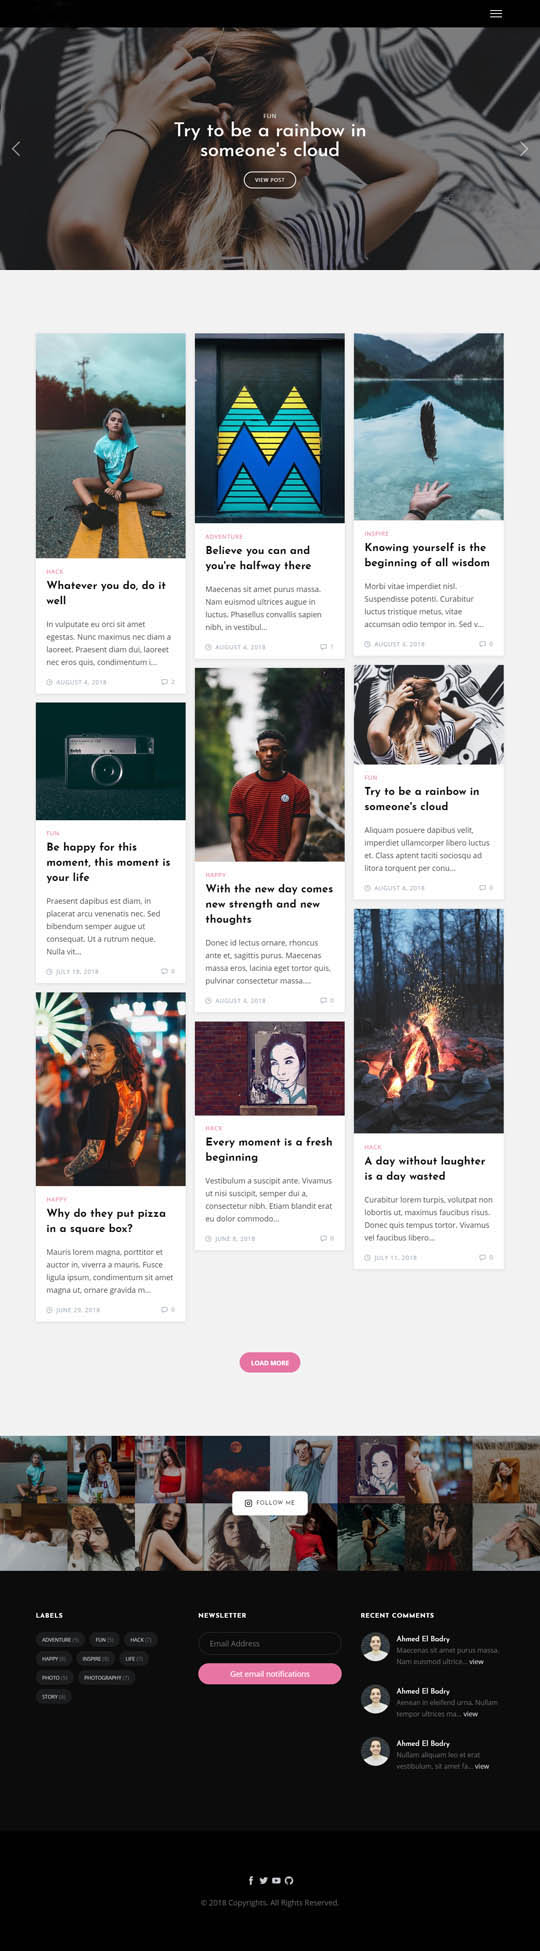 FUN
Try to be a rainbow in
someone's cloud
VIEW POST
HACK
Whatever you do, do it
well
In vulputate eu orci sit amet
egestas. Nunc maximus nec diam a
laoreet. Praesent diam dui, laoreet
nec eros quis, condimentum i...
AUGUST 4, 2018
2
FUN
Be happy for this
moment, this moment is
your life
Praesent dapibus est diam, in
placerat arcu venenatis nec. Sed
bibendum semper augue ut
consequat. Ut a rutrum neque.
Nulla vit...
JULY 19, 2018
0
HAPPY
Why do they put pizza
in a square box?
Mauris lorem magna, porttitor et
auctor in, viverra a mauris. Fusce
ligula ipsum, condimentum sit amet
magna ut, ornare gravida m...
JUNE 29, 2018
0
ADVENTURE
Believe you can and
you're halfway there
Maecenas sit amet purus massa.
Nam euismod ultrices augue in
luctus. Phasellus convallis sapien
nibh, in vestibul...
AUGUST 4, 2018
1
HAPPY
With the new day comes
new strength and new
thoughts
Donec id lectus ornare, rhoncus
ante et, sagittis purus. Maecenas
massa eros, lacinia eget tortor quis,
pulvinar consectetur massa....
AUGUST 4, 2018
0
HACK
Every moment is a fresh
beginning
Vestibulum a suscipit ante. Vivamus
ut nisi suscipit, semper dui a,
consectetur nibh. Etiam blandit erat
eu dolor commodo...
JUNE 8, 2018
0
INSPIRE
Knowing yourself is the
beginning of all wisdom
Morbi vitae imperdiet nisl.
Suspendisse potenti. Curabitur
luctus tristique metus, vitae
accumsan odio tempor in. Sed v...
AUGUST 4, 2018
0
FUN
Try to be a rainbow in
someone's cloud
Aliquam posuere dapibus velit,
imperdiet ullamcorper libero luctus
et. Class aptent taciti sociosqu ad
litora torquent per conu...
AUGUST 4, 2018
0
HACK
A day without laughter
is a day wasted
Curabitur lorem turpis, volutpat non
lobortis ut, maximus faucibus risus.
Donec quis tempus tortor. Vivamus
vel faucibus libero...
JULY 11, 2018
0
LOAD MORE
FOLLOW ME
LABELS
ADVENTURE
FUN
HACK
HAPPY
INSPIRE
LIFE
PHOTO
PHOTOGRAPHY
STORY
NEWSLETTER
Email Address
Get email notifications
RECENT COMMENTS
Ahmed El Badry
Maecenas sit amet purus massa.
Nam euismod ultrice... view
Ahmed El Badry
Aenean in eleifend urna. Nullam
tempor ultrices ma... view
Ahmed El Badry
Nullam aliquam leo et erat
vestibulum, sit amet fa... view
© 2018 Copyrights. All Rights Reserved.